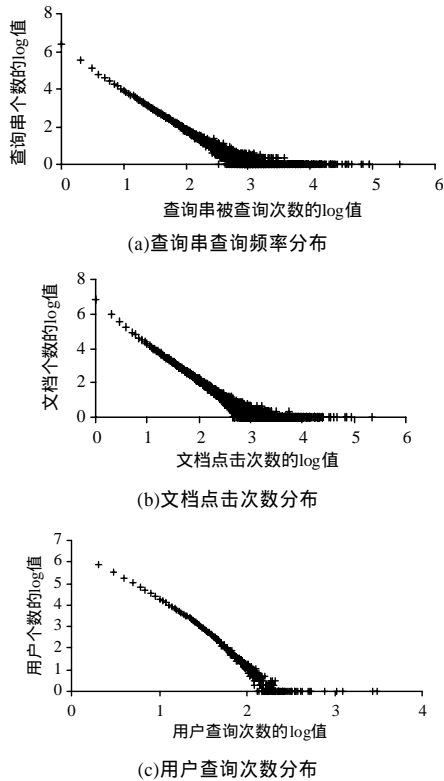 8
6
4
2
0
查询串个数的log值
0 1 2 3 4 5 6
查询串被查询次数的log值
(a)查询串查询频率分布
8
6
4
2
0
文档个数的log值
0 1 2 3 4 5 6
文档点击次数的log值
(b)文档点击次数分布
7
6
5
4
3
2
1
0
用户个数的log值
0 1 2 3 4
用户查询次数的log值
(c)用户查询次数分布